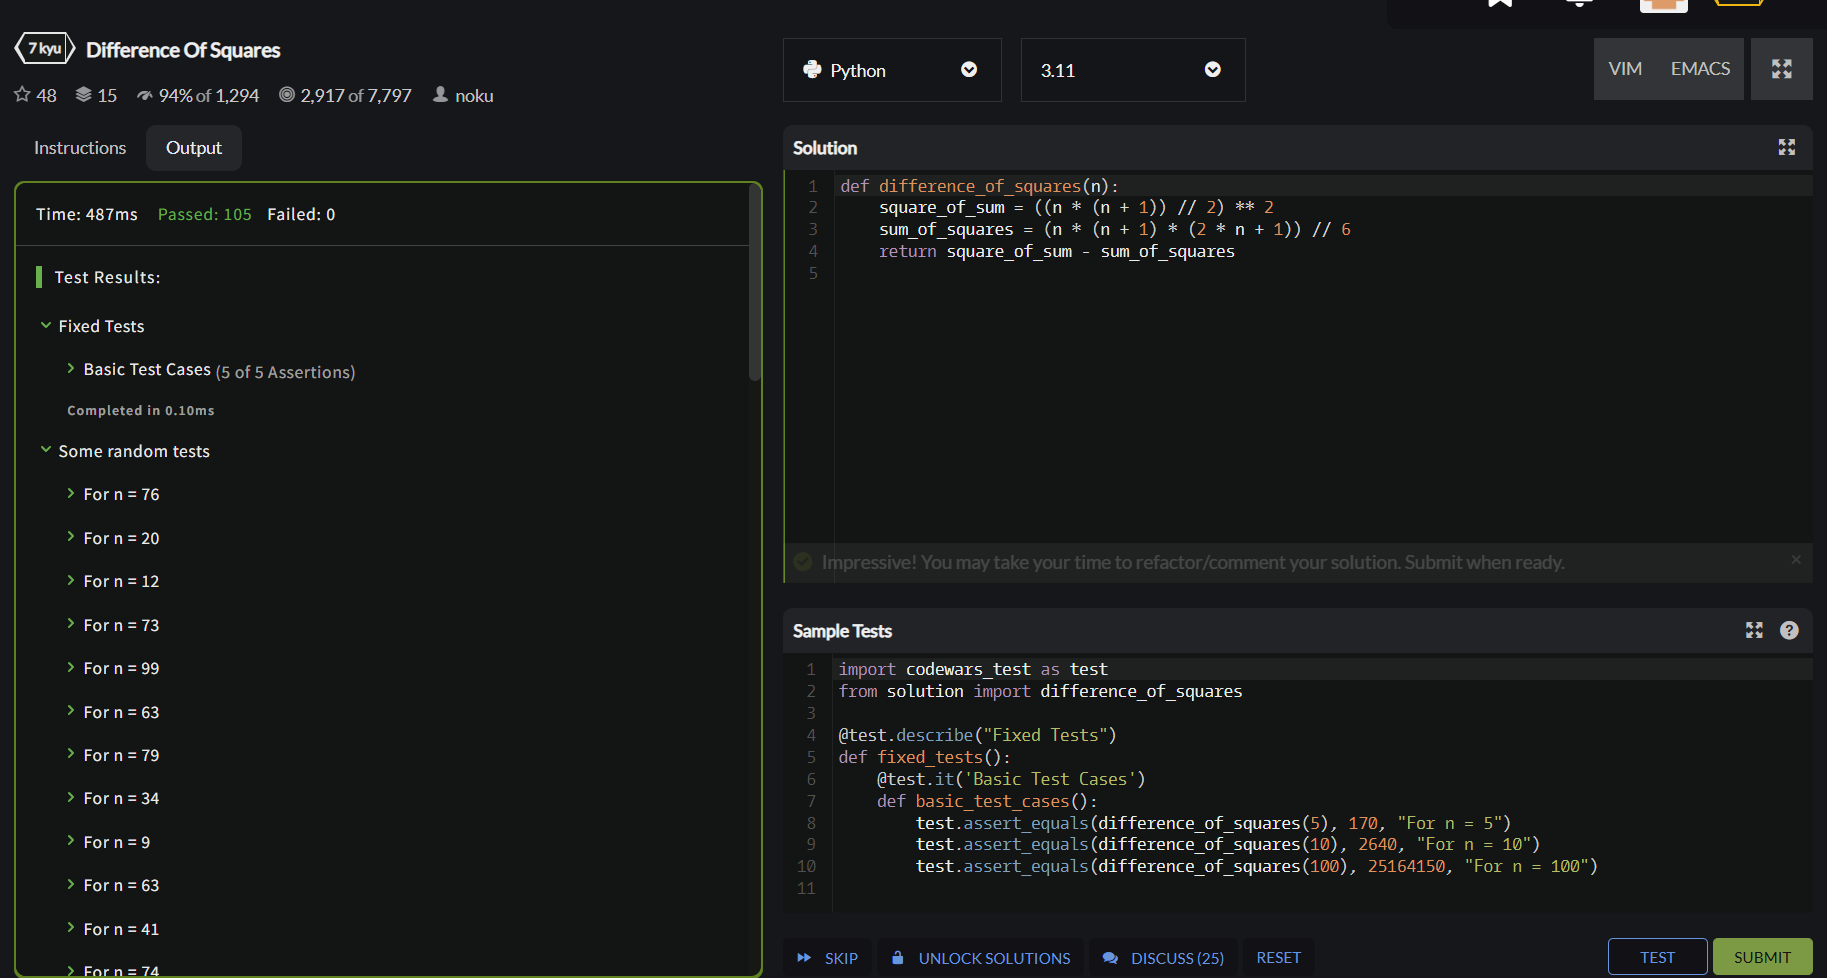 7 kyu Difference Of Squares
48 15 94% of 1,294 2,917 of 7,797 noku
Instructions Output
Time: 487ms Passed: 105 Failed: 0
Test Results:
Fixed Tests
Basic Test Cases (5 of 5 Assertions)
Completed in 0.10ms
Some random tests
For n = 76
For n = 20
For n = 12
For n = 73
For n = 99
For n = 63
For n = 79
For n = 34
For n = 9
For n = 63
For n = 41
For n = 74
Python 3.11 VIM EMACS
Solution
1 def difference_of_squares(n):
2     square_of_sum = ((n * (n + 1)) // 2) ** 2
3     sum_of_squares = (n * (n + 1) * (2 * n + 1)) // 6
4     return square_of_sum - sum_of_squares
5
Impressive! You may take your time to refactor/comment your solution. Submit when ready. ×
Sample Tests ?
1 import codewars_test as test
2 from solution import difference_of_squares
3
4 @test.describe("Fixed Tests")
5 def fixed_tests():
6     @test.it('Basic Test Cases')
7     def basic_test_cases():
8         test.assert_equals(difference_of_squares(5), 170, "For n = 5")
9         test.assert_equals(difference_of_squares(10), 2640, "For n = 10")
10         test.assert_equals(difference_of_squares(100), 25164150, "For n = 100")
11
SKIP UNLOCK SOLUTIONS DISCUSS (25) RESET TEST SUBMIT